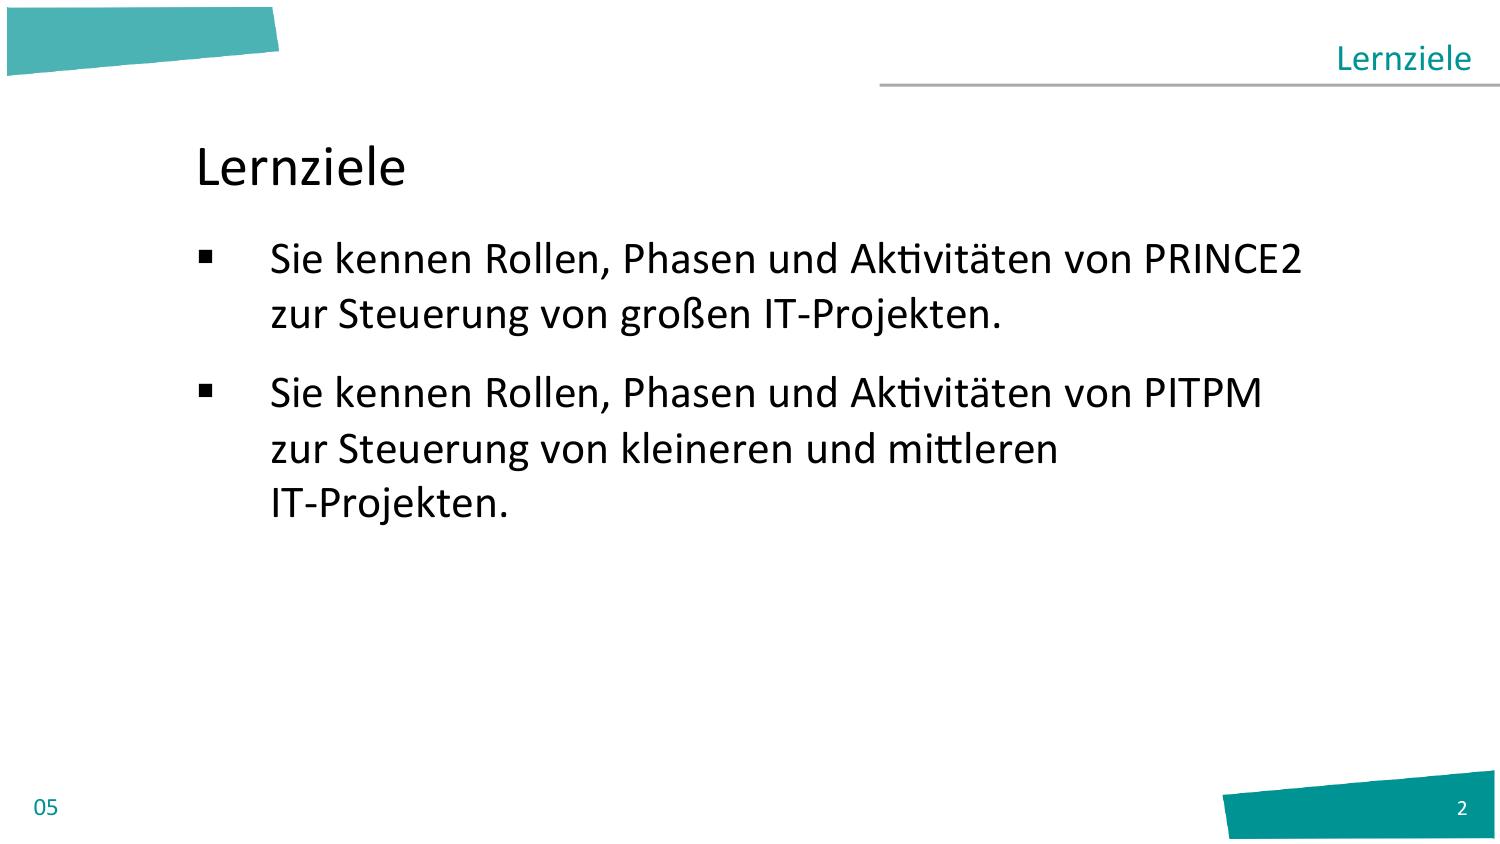 Lernziele
Lernziele
▪ Sie kennen Rollen, Phasen und Aktivitäten von PRINCE2
zur Steuerung von großen IT-Projekten.
▪ Sie kennen Rollen, Phasen und Aktivitäten von PITPM
zur Steuerung von kleineren und mittleren
IT-Projekten.
05
2